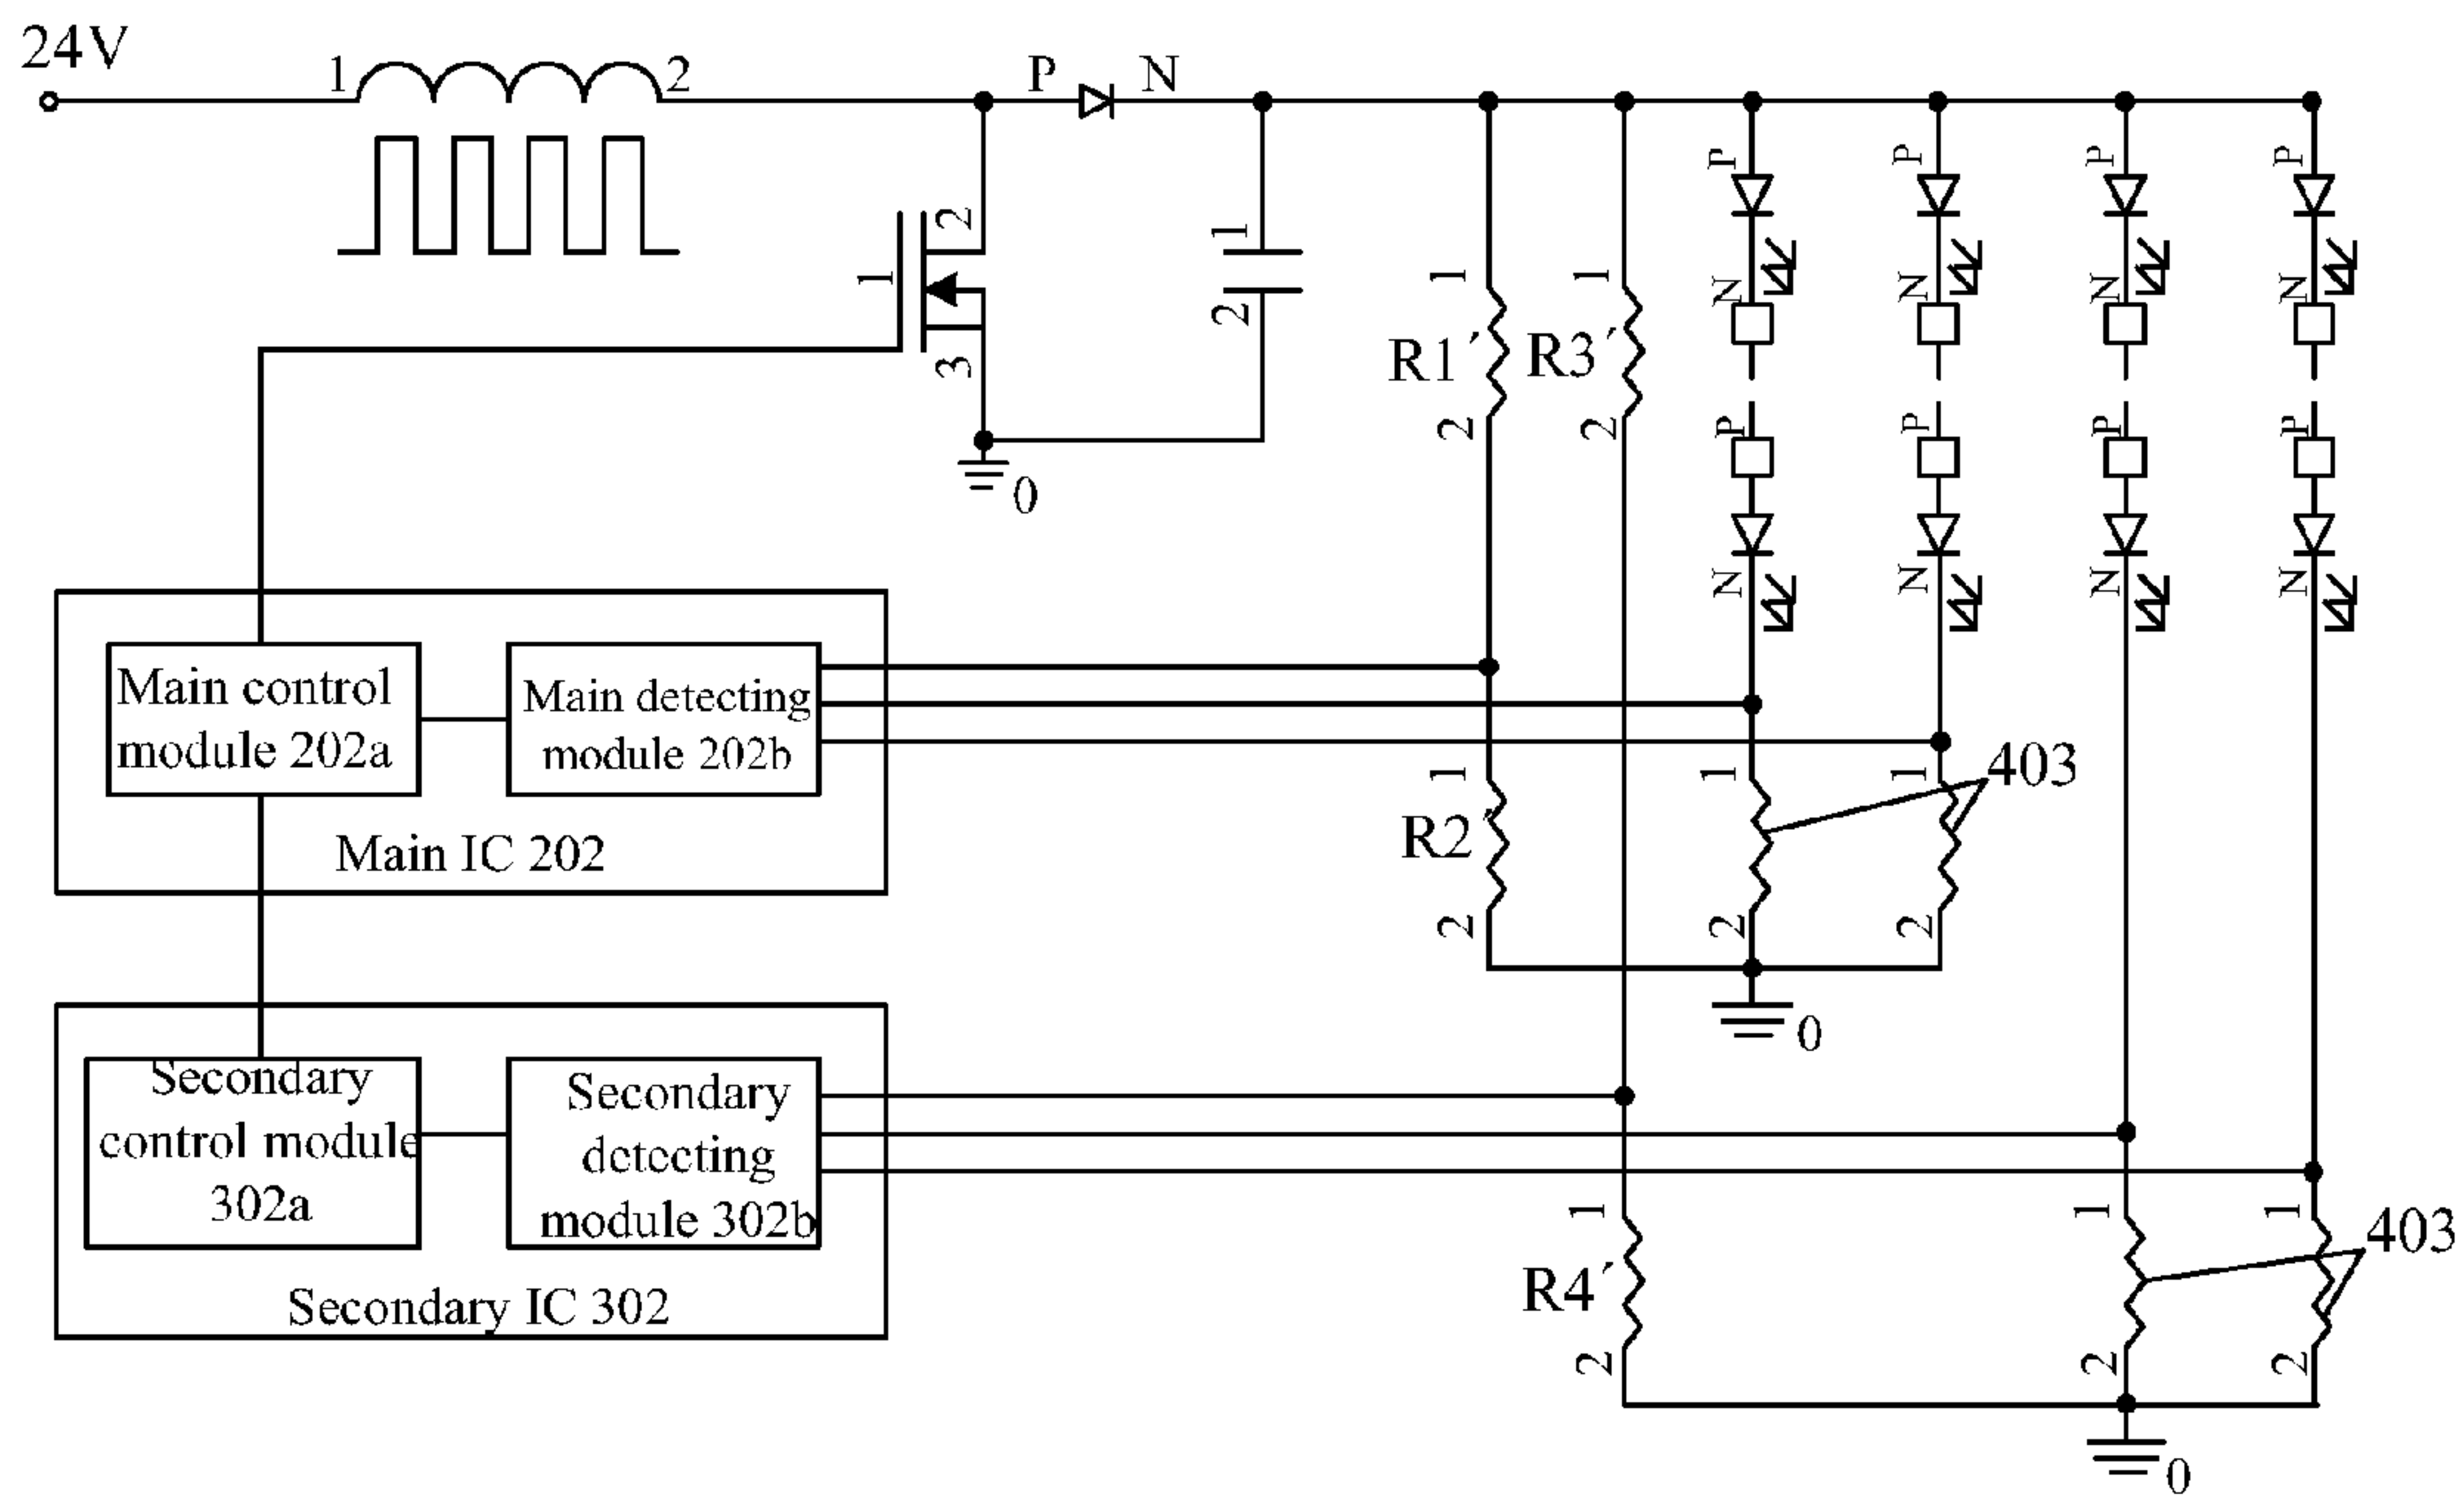 24V
1
2
P
N
P
P
P
P
1
2
3
0
1
2
N
N
N
N
1
R1´
2
1
R3´
2
P
P
P
P
N
N
N
N
Main control
module 202a
Main detecting
module 202b
Main IC 202
1
R2´
2
1
2
1
2
403
0
Secondary
control module
302a
Secondary
detecting
module 302b
Secondary IC 302
1
R4´
2
1
2
1
2
403
0